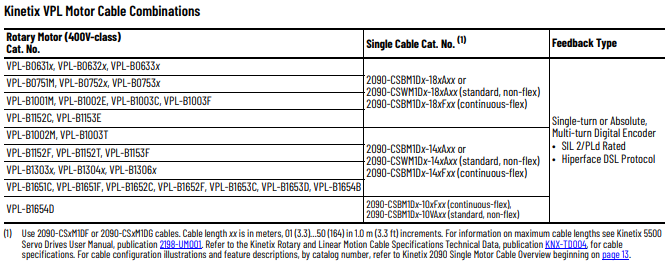 Kinetix VPL Motor Cable Combinations
Rotary Motor (400V-class)
Cat. No.
Single Cable Cat. No. (1)
Feedback Type
VPL-B0631x, VPL-B0632x, VPL-B0633x
VPL-B0751M, VPL-B0752x, VPL-B0753x
VPL-B1001M, VPL-B1002E, VPL-B1003C, VPL-B1003F
VPL-B1152C, VPL-B1153E
2090-CSBM1Dx-18xAxx or
2090-CSWM1Dx-18xAxx (standard, non-flex)
2090-CSBM1Dx-18xFxx (continuous-flex)
VPL-B1002M, VPL-B1003T
VPL-B1152F, VPL-B1152T, VPL-B1153F
VPL-B1303x, VPL-B1304x, VPL-B1306x
VPL-B1651C, VPL-B1651F, VPL-B1652C, VPL-B1652F, VPL-B1653C, VPL-B1653D, VPL-B1654B
2090-CSBM1Dx-14xAxx or
2090-CSWM1Dx-14xAxx (standard, non-flex)
2090-CSBM1Dx-14xFxx (continuous-flex)
VPL-B1654D
2090-CSBM1Dx-10xFxx (continuous-flex),
2090-CSBM1Dx-10WAxx (standard, non-flex)
Single-turn or Absolute,
Multi-turn Digital Encoder
• SIL 2/PLd Rated
• Hiperface DSL Protocol
(1) Use 2090-CSxM1DF or 2090-CSxM1DG cables. Cable length xx is in meters, 01 (3.3)...50 (164) in 1.0 m (3.3 ft) increments. For information on maximum cable lengths see Kinetix 5500
Servo Drives User Manual, publication 2198-UM001. Refer to the Kinetix Rotary and Linear Motion Cable Specifications Technical Data, publication KNX-TD004, for cable
specifications. For cable configuration illustrations and feature descriptions, by catalog number, refer to Kinetix 2090 Single Motor Cable Overview beginning on page 13.